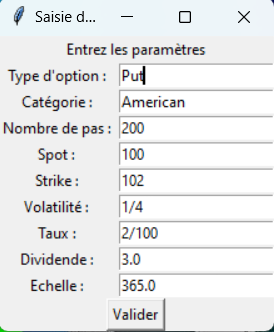 Saisie d...
Entrez les paramètres
Type d'option : Put
Catégorie : American
Nombre de pas : 200
Spot : 100
Strike : 102
Volatilité : 1/4
Taux : 2/100
Dividende : 3.0
Echelle : 365.0
Valider